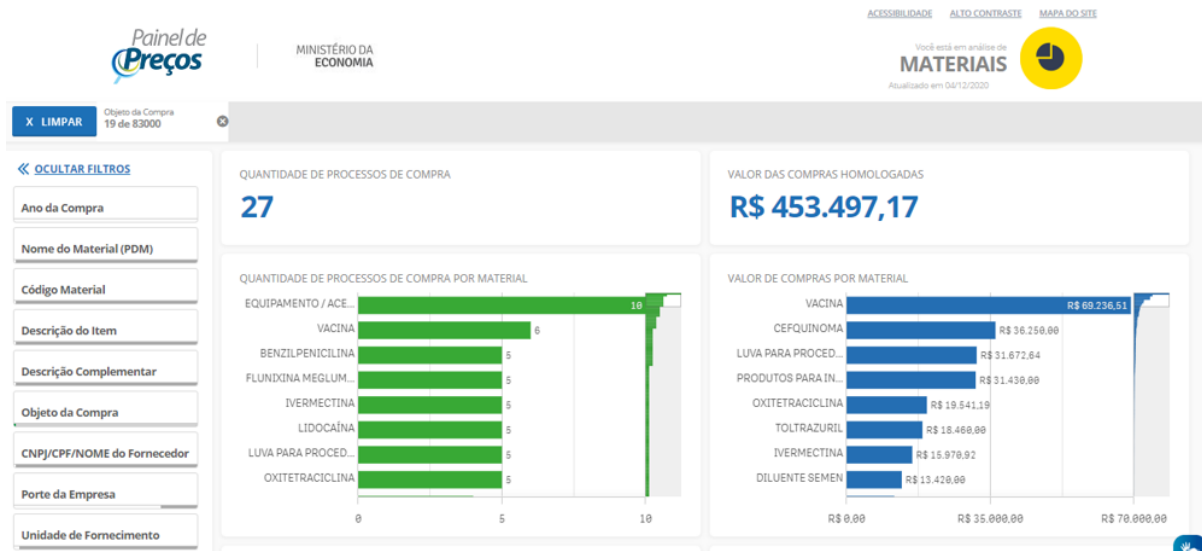 ACESSIBILIDADE ALTO CONTRASTE MAPA DO SITE
Painel de
Preços
MINISTÉRIO DA
ECONOMIA
Você está em análise de
MATERIAIS
Atualizado em 04/12/2020
X LIMPAR
Objeto da Compra
19 de 83000
OCULTAR FILTROS
Ano da Compra
Nome do Material (PDM)
Código Material
Descrição do Item
Descrição Complementar
Objeto da Compra
CNPJ/CPF/NOME do Fornecedor
Porte da Empresa
Unidade de Fornecimento
QUANTIDADE DE PROCESSOS DE COMPRA
27
VALOR DAS COMPRAS HOMOLOGADAS
R$ 453.497,17
QUANTIDADE DE PROCESSOS DE COMPRA POR MATERIAL
EQUIPAMENTO / ACE... 10
VACINA 6
BENZILPENICILINA 5
FLUNIXINA MEGLUM... 5
IVERMECTINA 5
LIDOCAÍNA 5
LUVA PARA PROCED... 5
OXITETRACICLINA 5
0 5 10
VALOR DE COMPRAS POR MATERIAL
VACINA R$ 69.236,51
CEFQUINOMA R$ 36.250,00
LUVA PARA PROCED... R$ 31.672,64
PRODUTOS PARA IN... R$ 31.430,00
OXITETRACICLINA R$ 19.541,19
TOLTRAZURIL R$ 18.460,00
IVERMECTINA R$ 15.970,92
DILUENTE SEMEN R$ 13.420,00
R$ 0,00 R$ 35.000,00 R$ 70.000,00